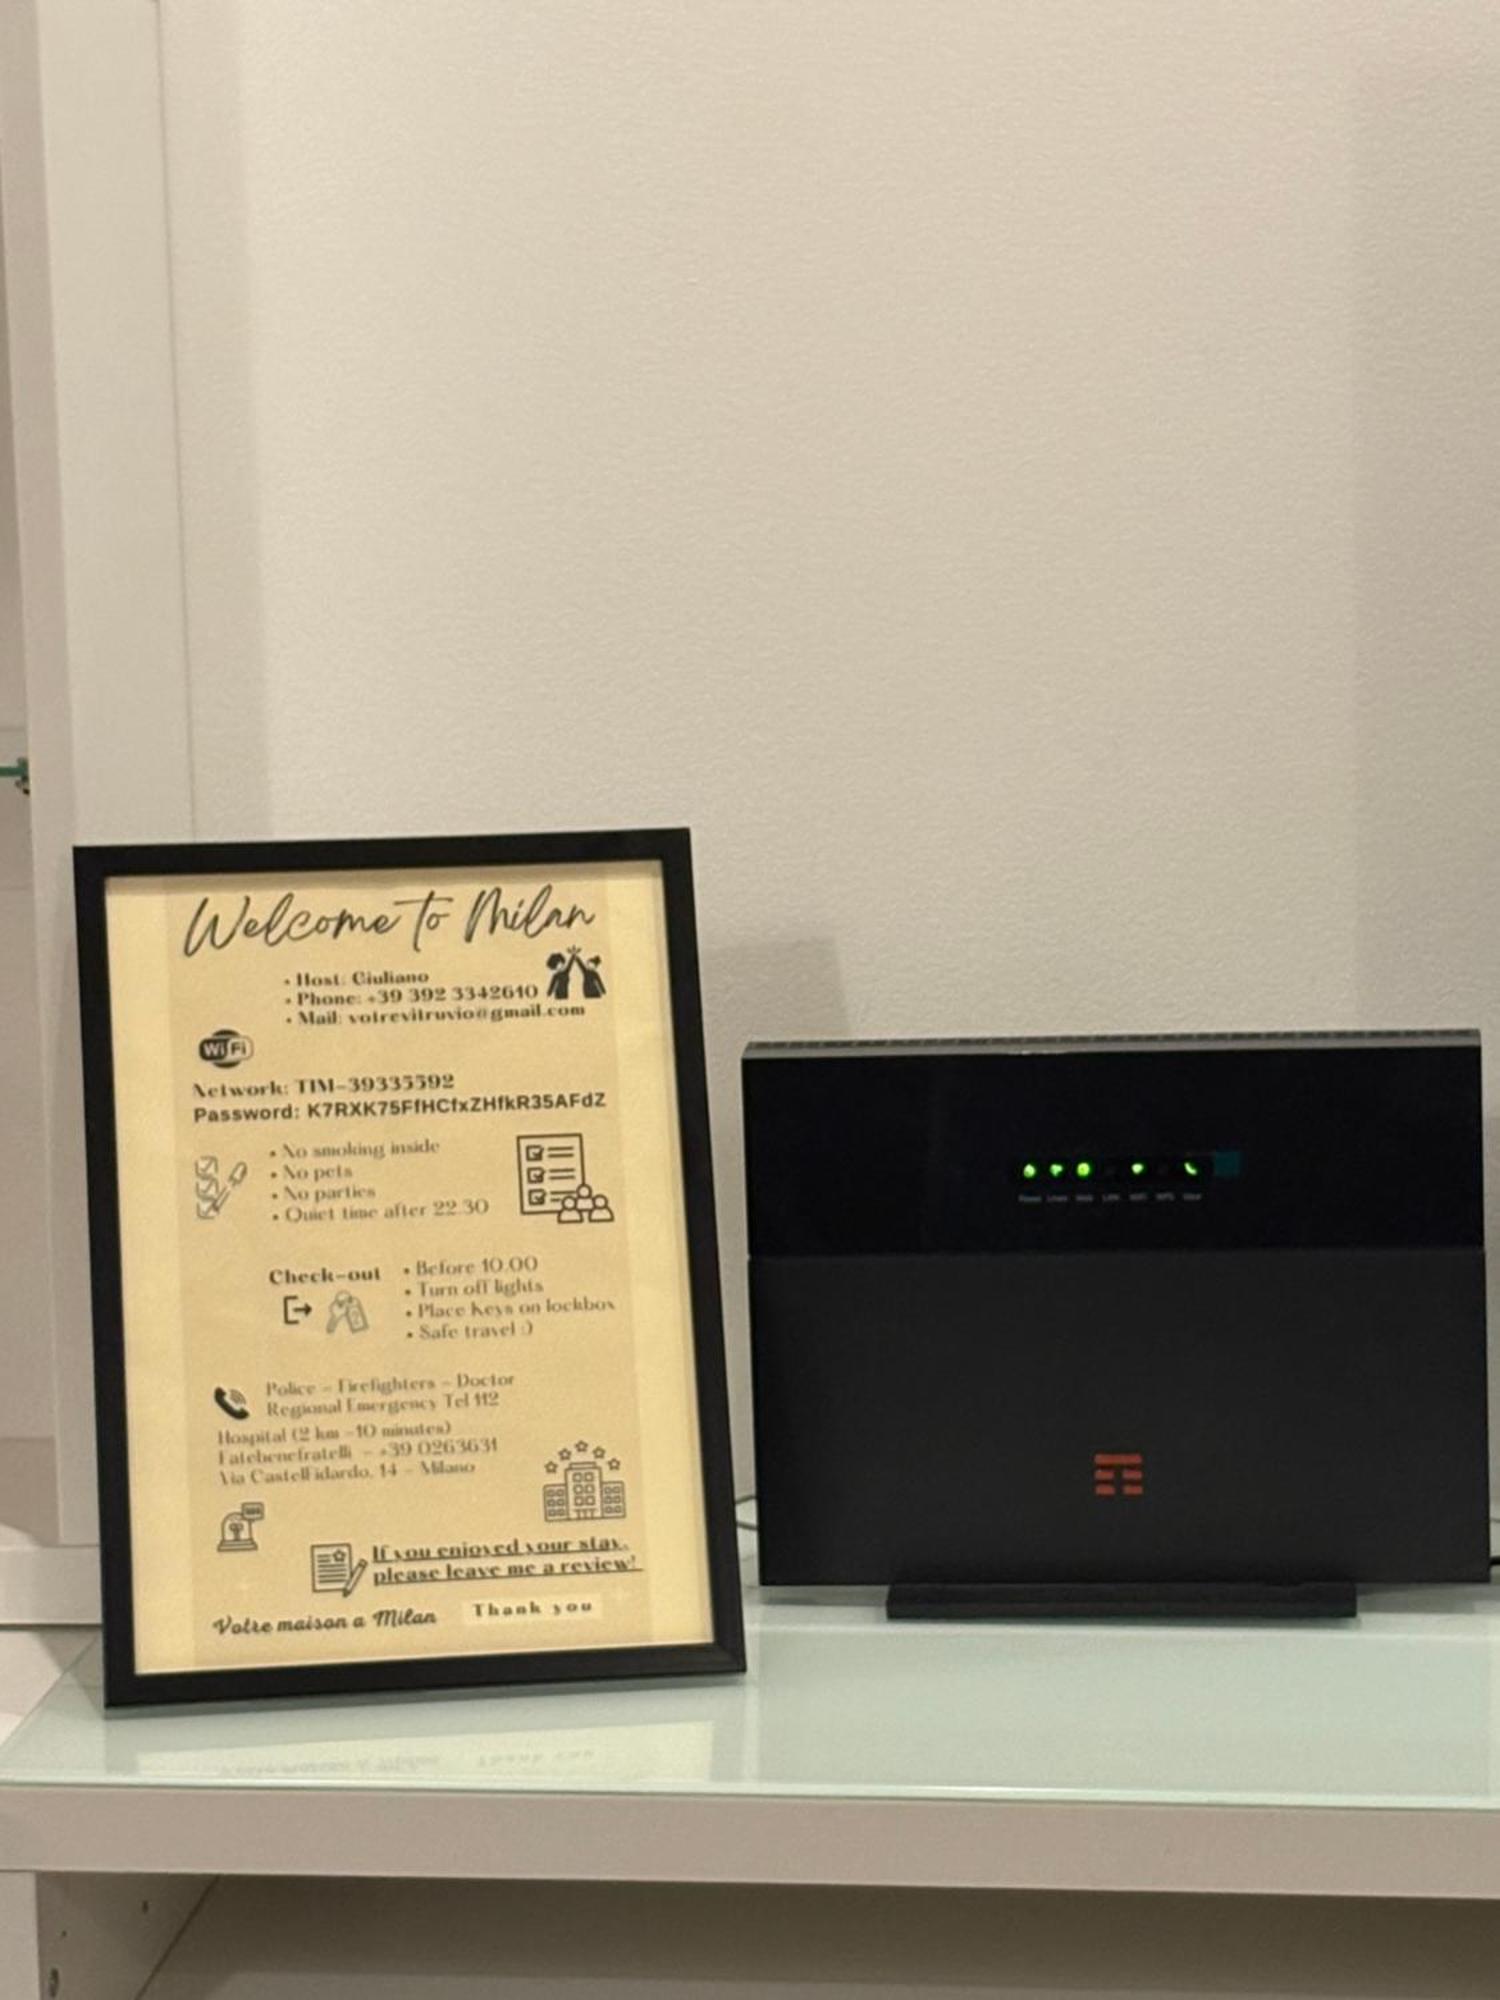 Welcome to Milan
• Host: Giuliano
• Phone: +39 392 3342610
• Mail: votrevitruvio@gmail.com
WiFi
Network: TIM-39335592
Password: K7RXK75FfHCfxZHfkR35AFdZ
• No smoking inside
• No pets
• No parties
• Quiet time after 22.30
Check-out
• Before 10.00
• Turn off lights
• Place Keys on lockbox
• Safe travel :)
Police - Firefighters - Doctor
Regional Emergency Tel 112
Hospital (2 km -10 minutes)
Fatebenefratelli - +39 0263631
Via CastelFidardo, 14 - Milano
If you enjoyed your stay,
please leave me a review!
Votre maison a Milan
Thank you